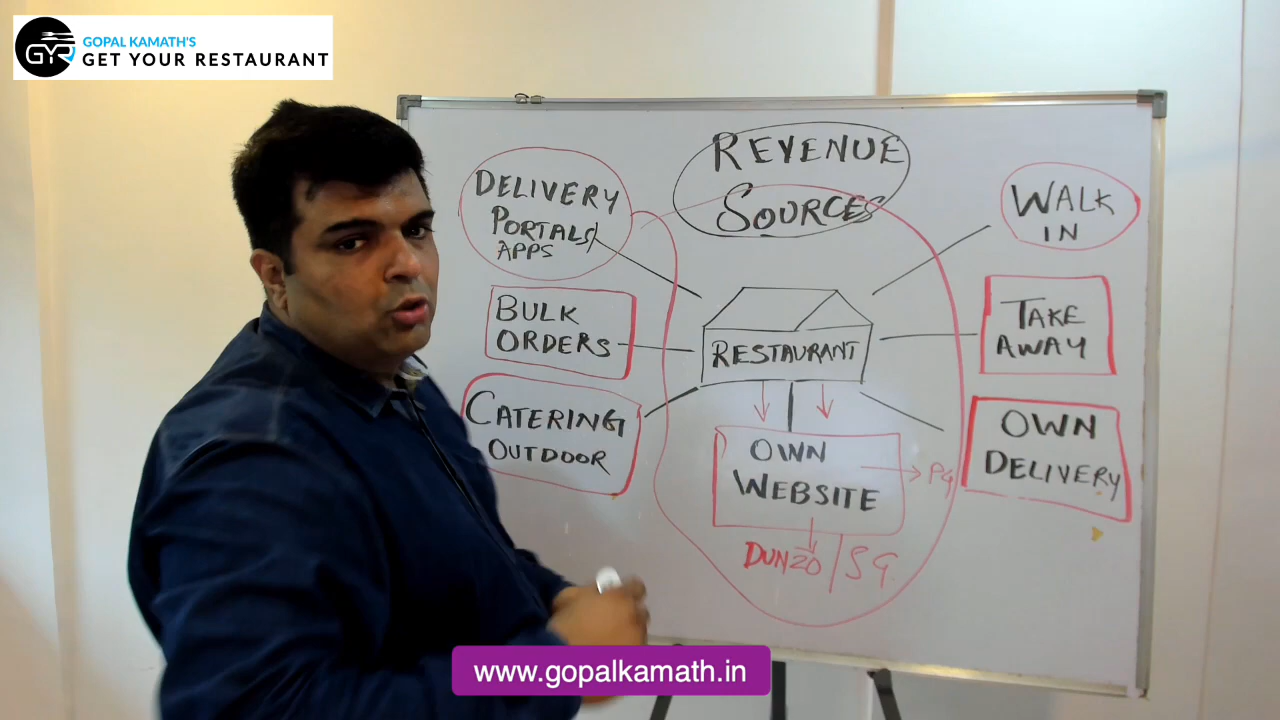 GYR
GOPAL KAMATH'S
GET YOUR RESTAURANT
REVENUE
SOURCES
DELIVERY
PORTALS/
APPS
BULK
ORDERS
CATERING
OUTDOOR
RESTAURANT
OWN
WEBSITE
PG
DUNZO/SG
WALK
IN
TAKE
AWAY
OWN
DELIVERY
www.gopalkamath.in